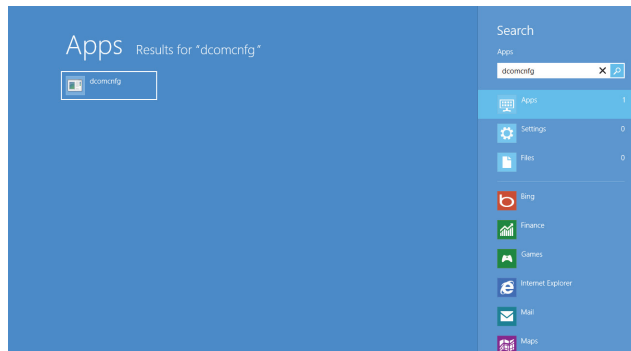 Apps Results for "dcomcnfg"
dcomcnfg
Search
Apps
dcomcnfg
Apps 1
Settings 0
Files 0
Bing
Finance
Games
Internet Explorer
Mail
Maps